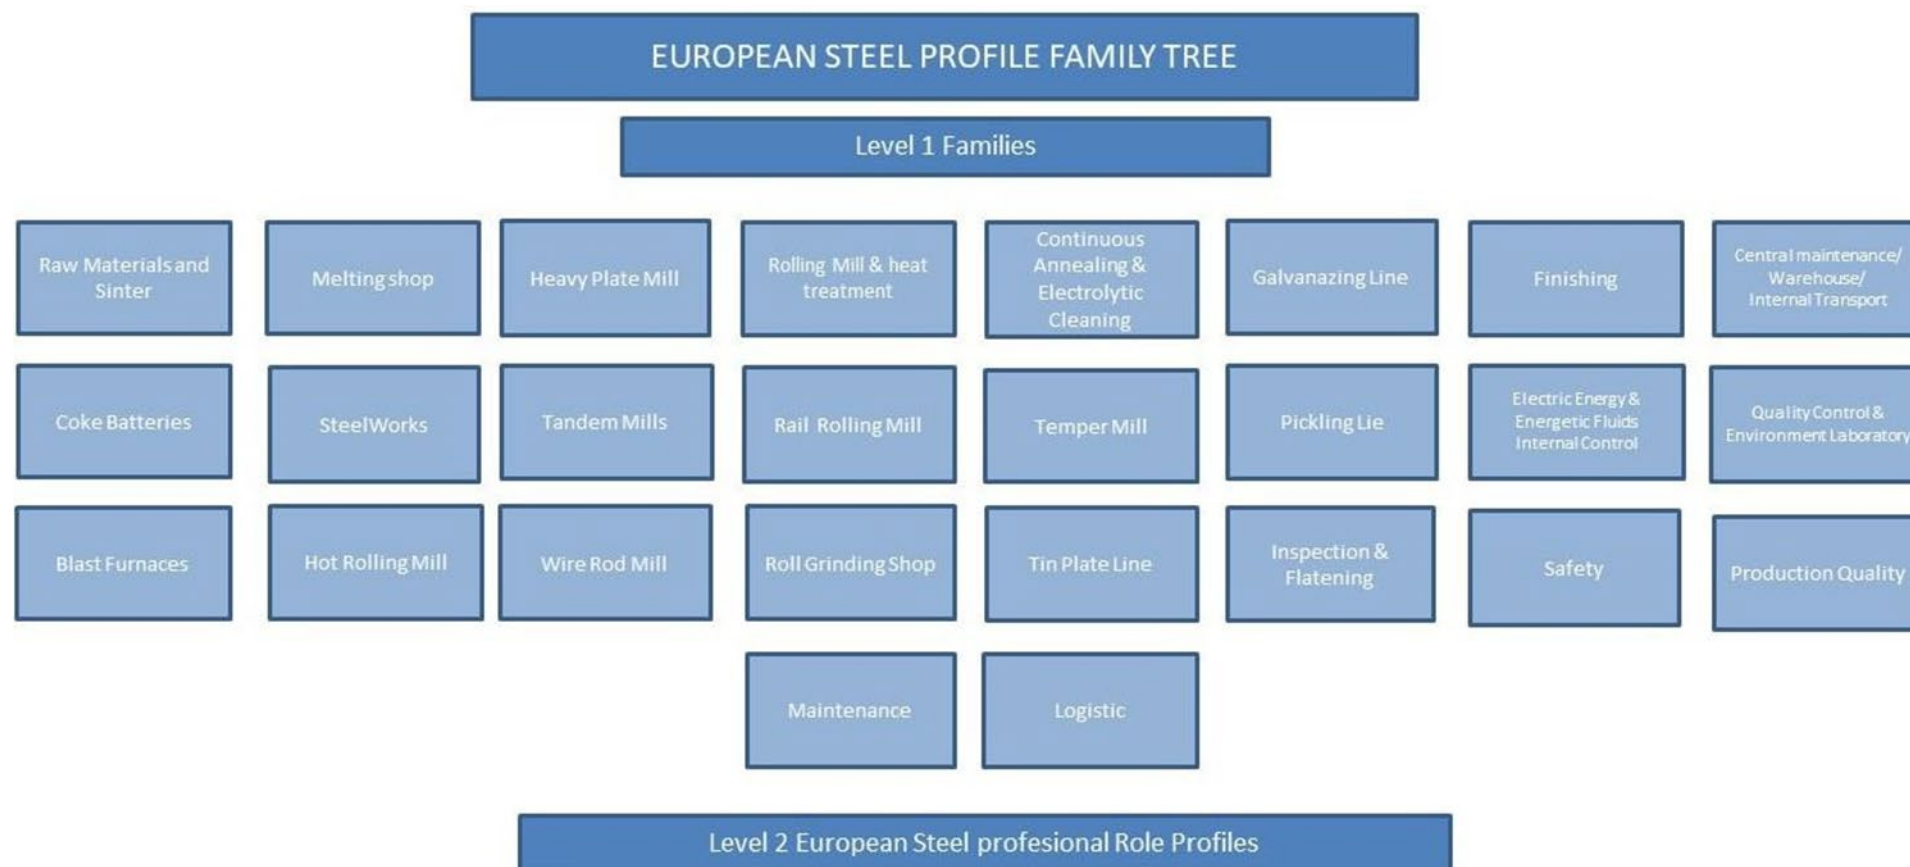 EUROPEAN STEEL PROFILE FAMILY TREE
Level 1 Families
Raw Materials and
Sinter
Melting shop
Heavy Plate Mill
Rolling Mill & heat
treatment
Continuous
Annealing &
Electrolytic
Cleaning
Galvanazing Line
Finishing
Central maintenance/
Warehouse/
Internal Transport
Coke Batteries
SteelWorks
Tandem Mills
Rail Rolling Mill
Temper Mill
Pickling Lie
Electric Energy &
Energetic Fluids
Internal Control
Quality Control &
Environment Laboratory
Blast Furnaces
Hot Rolling Mill
Wire Rod Mill
Roll Grinding Shop
Tin Plate Line
Inspection &
Flatening
Safety
Production Quality
Maintenance
Logistic
Level 2 European Steel profesional Role Profiles